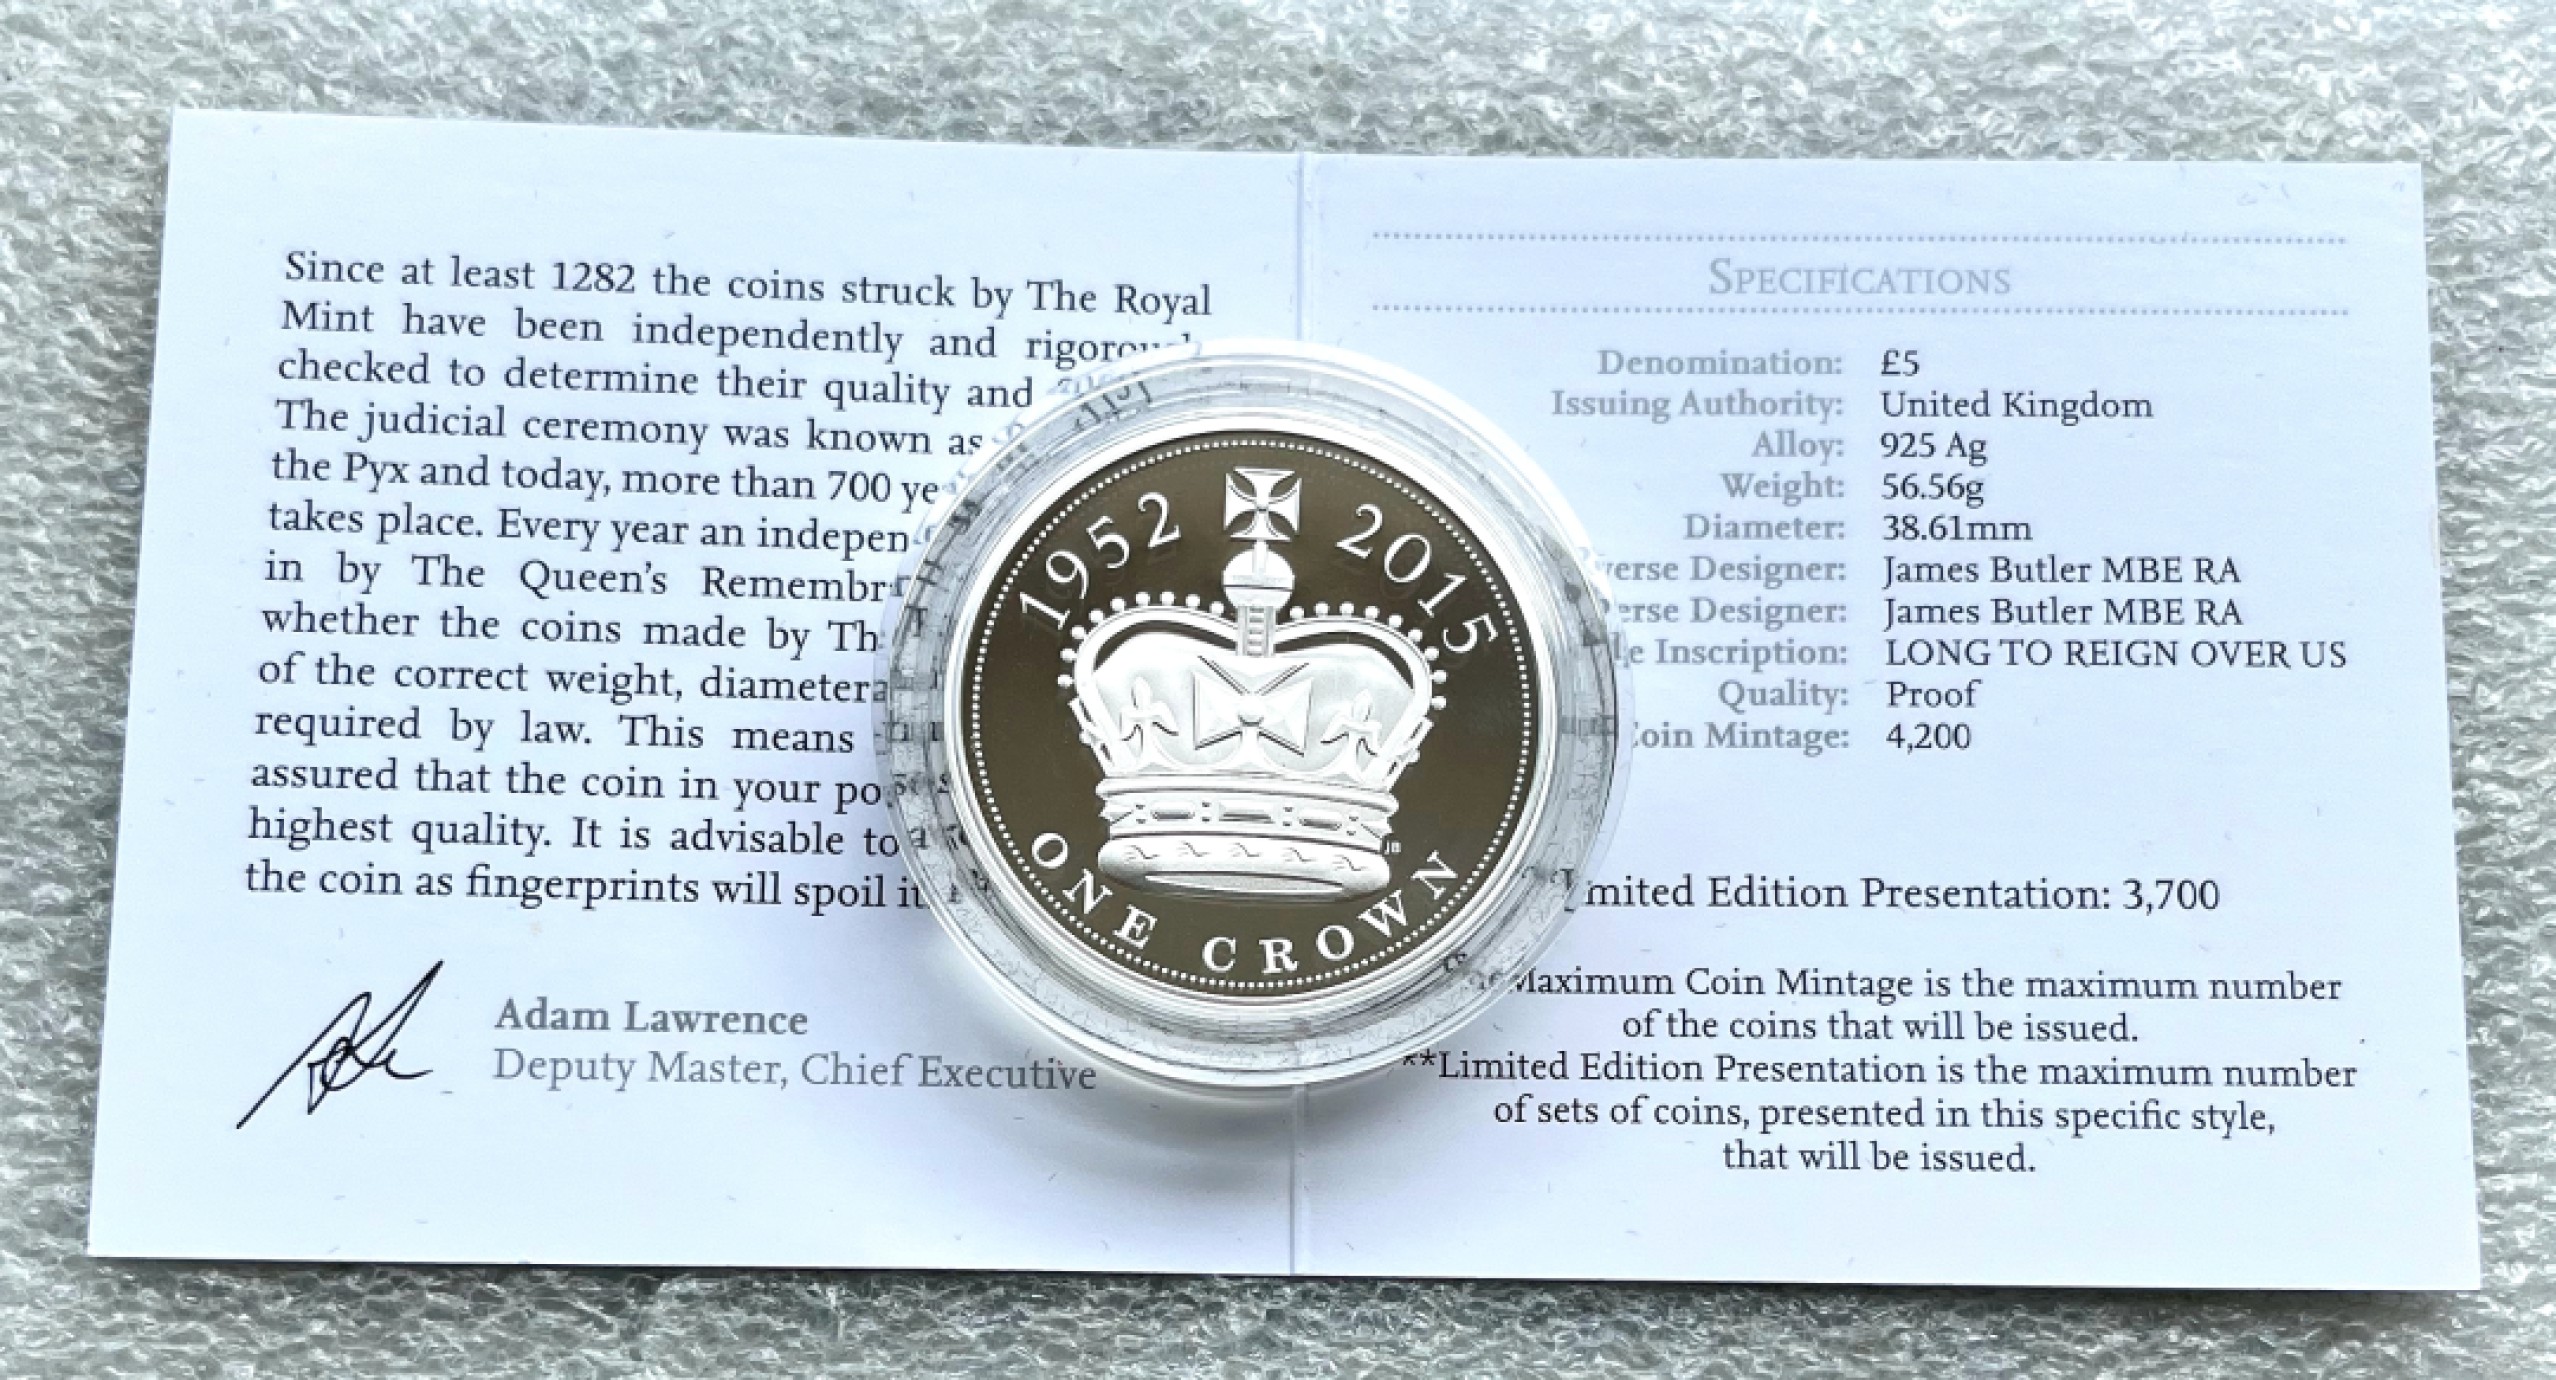 Since at least 1282 the coins struck by The Royal
Mint have been independently and
checked to determine their quality and
The judicial ceremony was known as
the Pyx and today, more than 700
takes place. Every year an
in by The Queen's
whether the coins made by
of the correct weight, diameter
required by law. This means
assured that the coin in your
highest quality. It is advisable to
the coin as fingerprints will spoil
Adam Lawrence
Deputy Master, Chief Executive
1952 2015
ONE CROWN
JB
SPECIFICATIONS
Denomination: £5
Issuing Authority: United Kingdom
Alloy: 925 Ag
Weight: 56.56g
Diameter: 38.61mm
Designer: James Butler MBE RA
Designer: James Butler MBE RA
Inscription: LONG TO REIGN OVER US
Quality: Proof
Mintage: 4,200
Edition Presentation: 3,700
Maximum Coin Mintage is the maximum number
of the coins that will be issued.
**Limited Edition Presentation is the maximum number
of sets of coins, presented in this specific style,
that will be issued.